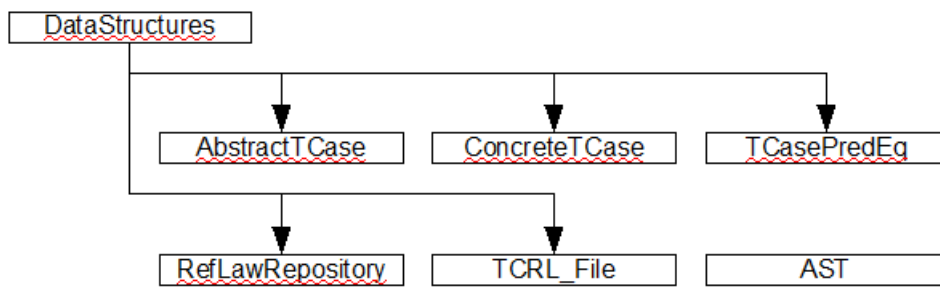 DataStructures
AbstractTCase
ConcreteTCase
TCasePredEq
RefLawRepository
TCRL_File
AST